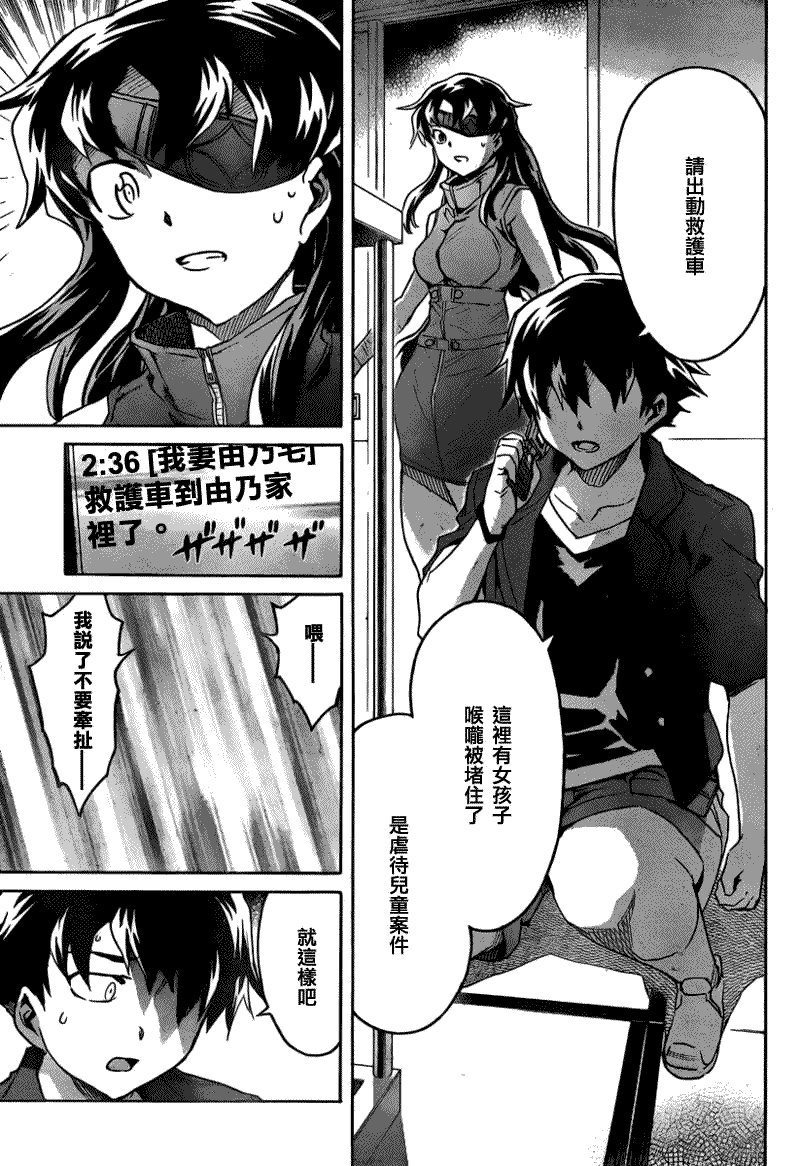 請出動救護車
這裡有女孩子
喉嚨被堵住了
是虐待兒童案件
2:36 [我妻由乃宅]
救護車到由乃家
裡了。
ザザザザ
喂——
我説了不要牽扯——
就這樣吧